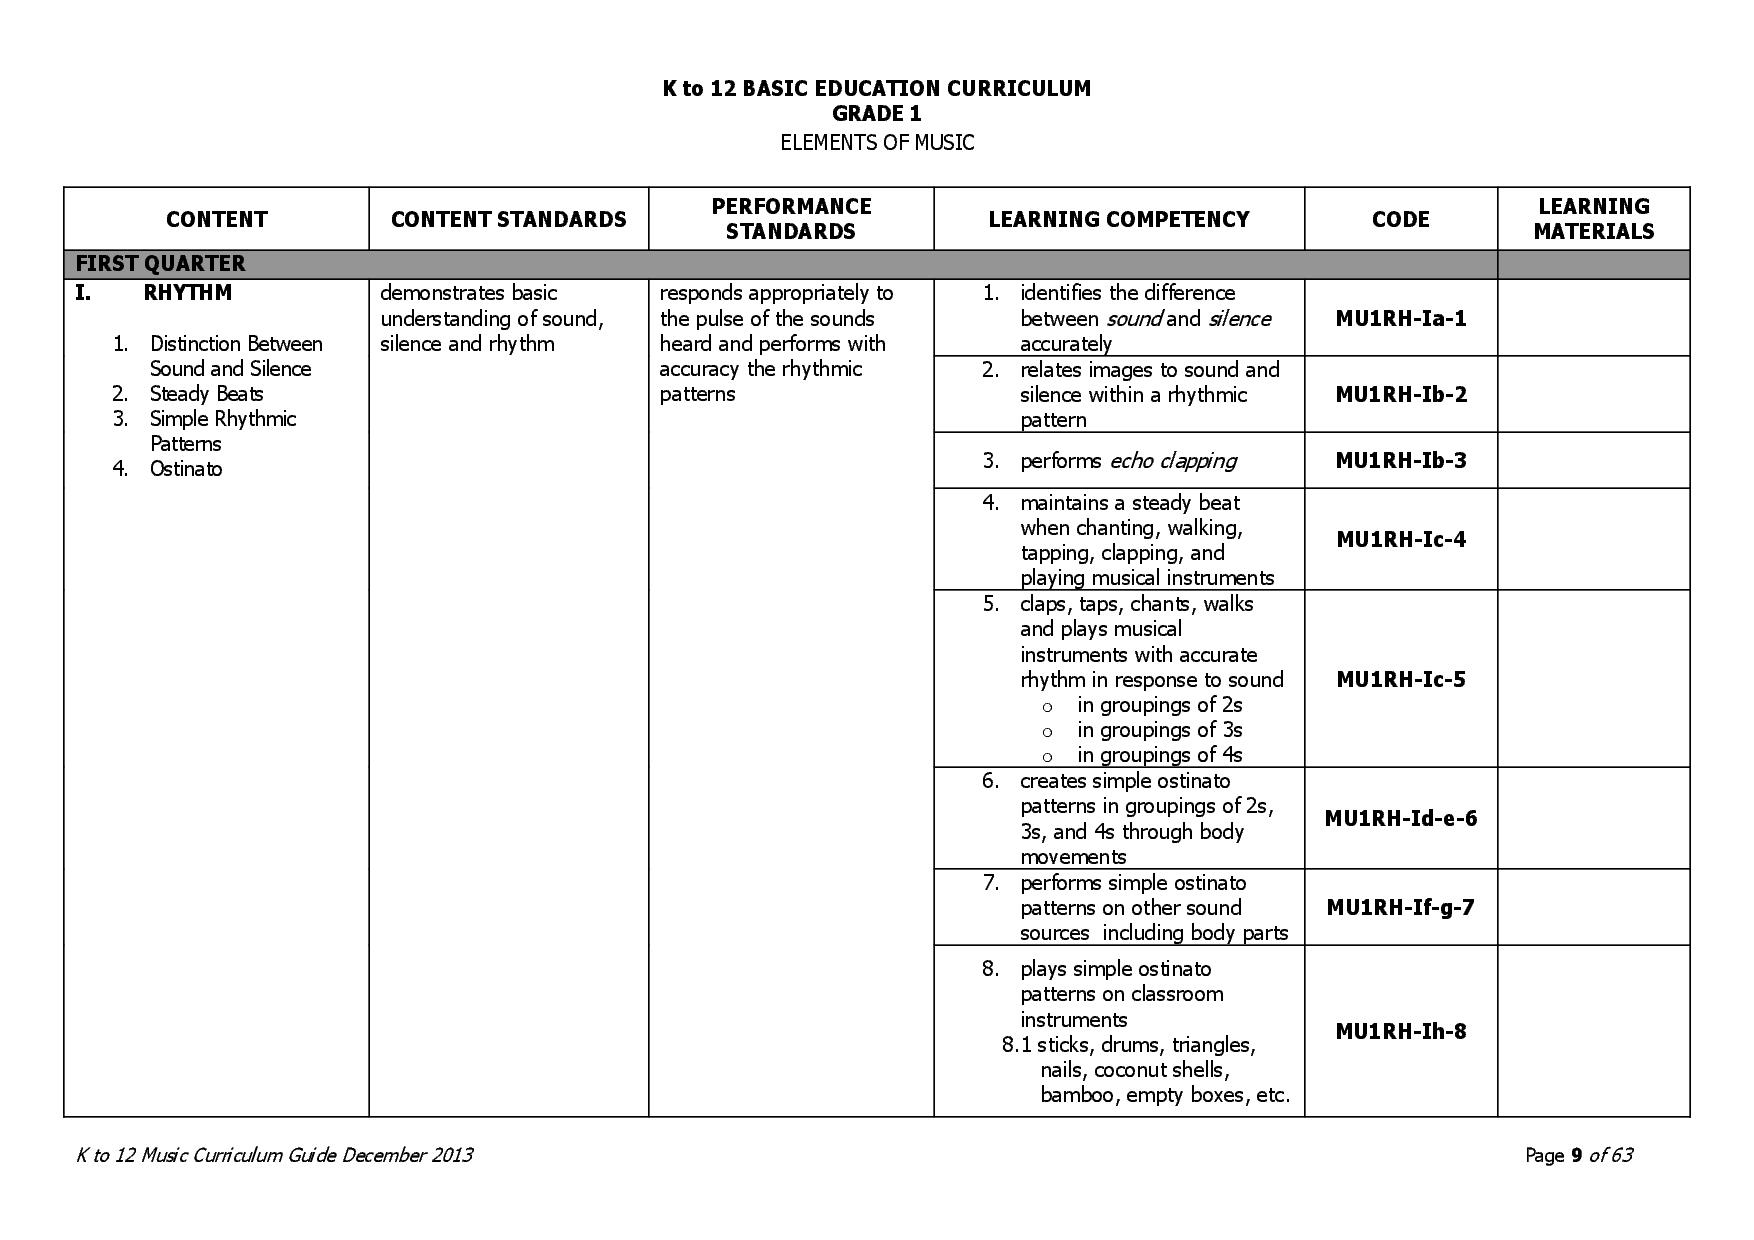 K to 12 BASIC EDUCATION CURRICULUM
GRADE 1
ELEMENTS OF MUSIC
CONTENT
CONTENT STANDARDS
PERFORMANCE
STANDARDS
LEARNING COMPETENCY
CODE
LEARNING
MATERIALS
FIRST QUARTER
I. RHYTHM
1. Distinction Between
Sound and Silence
2. Steady Beats
3. Simple Rhythmic
Patterns
4. Ostinato
demonstrates basic
understanding of sound,
silence and rhythm
responds appropriately to
the pulse of the sounds
heard and performs with
accuracy the rhythmic
patterns
1. identifies the difference
between sound and silence
accurately
MU1RH-Ia-1
2. relates images to sound and
silence within a rhythmic
pattern
MU1RH-Ib-2
3. performs echo clapping
MU1RH-Ib-3
4. maintains a steady beat
when chanting, walking,
tapping, clapping, and
playing musical instruments
MU1RH-Ic-4
5. claps, taps, chants, walks
and plays musical
instruments with accurate
rhythm in response to sound
o in groupings of 2s
o in groupings of 3s
o in groupings of 4s
MU1RH-Ic-5
6. creates simple ostinato
patterns in groupings of 2s,
3s, and 4s through body
movements
MU1RH-Id-e-6
7. performs simple ostinato
patterns on other sound
sources including body parts
MU1RH-If-g-7
8. plays simple ostinato
patterns on classroom
instruments
8.1 sticks, drums, triangles,
nails, coconut shells,
bamboo, empty boxes, etc.
MU1RH-Ih-8
K to 12 Music Curriculum Guide December 2013
Page 9 of 63